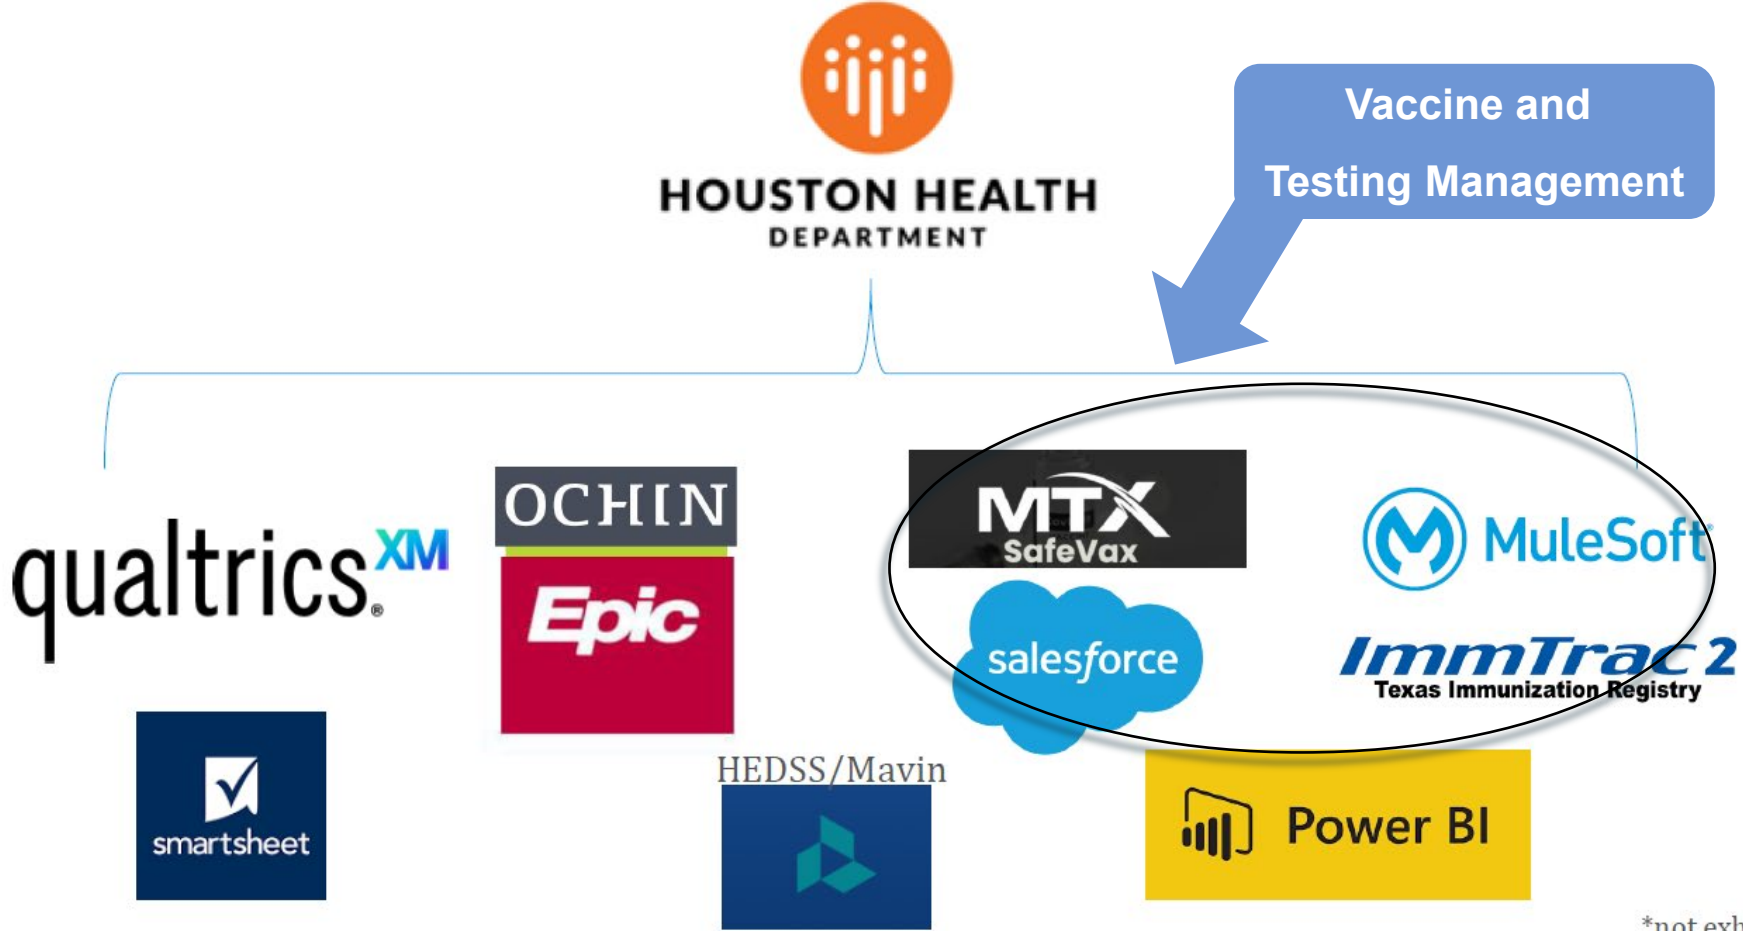 HOUSTON HEALTH
DEPARTMENT
Vaccine and
Testing Management
qualtrics.XM
®
OCHIN
Epic
MTX
SafeVax
salesforce
MuleSoft
ImmTrac2
Texas Immunization Registry
smartsheet
HEDSS/Mavin
Power BI
*not